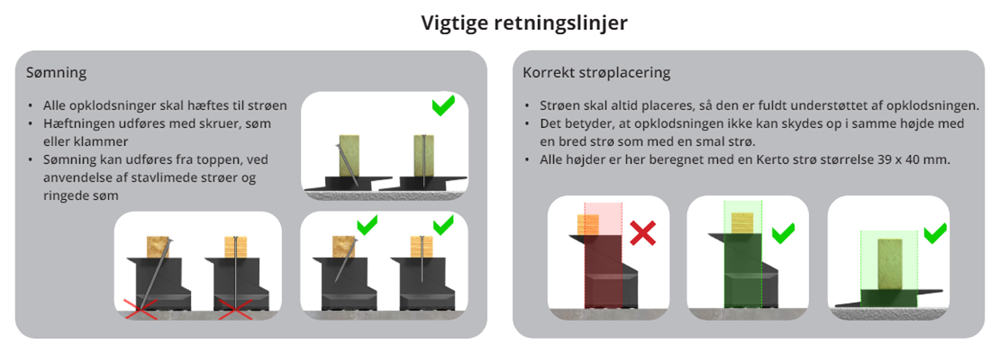 Vigtige retningslinjer
Sømning
• Alle opklodsninger skal hæftes til strøen
• Hæftningen udføres med skruer, søm
eller klammer
• Sømning kan udføres fra toppen, ved
anvendelse af stavlimede strøer og
ringede søm
Korrekt strøplacering
• Strøen skal altid placeres, så den er fuldt understøttet af opklodsningen.
• Det betyder, at opklodsningen ikke kan skydes op i samme højde med
en bred strø som med en smal strø.
• Alle højder er her beregnet med en Kerto strø størrelse 39 x 40 mm.